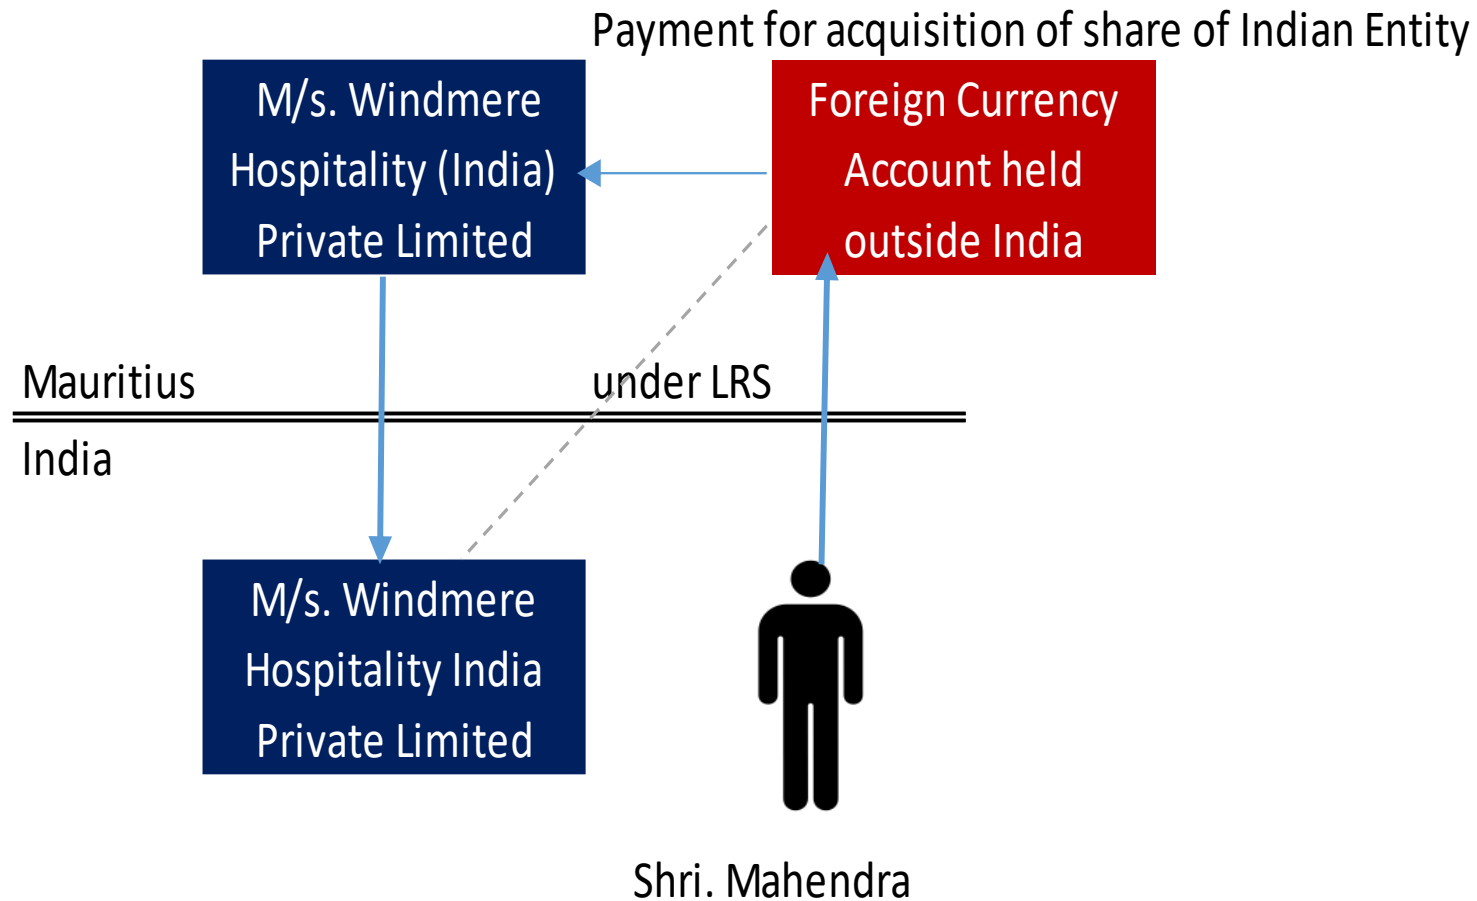 Payment for acquisition of share of Indian Entity
M/s. Windmere
Hospitality (India)
Private Limited
Foreign Currency
Account held
outside India
Mauritius
under LRS
India
M/s. Windmere
Hospitality India
Private Limited
Shri. Mahendra